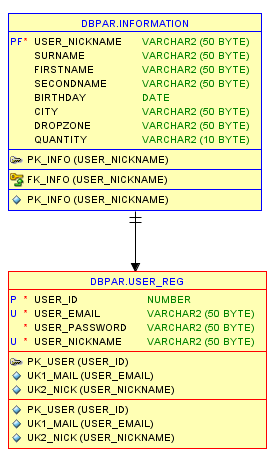 DBPAR.INFORMATION
PF* USER_NICKNAME VARCHAR2 (50 BYTE)
SURNAME VARCHAR2 (50 BYTE)
FIRSTNAME VARCHAR2 (50 BYTE)
SECONDNAME VARCHAR2 (50 BYTE)
BIRTHDAY DATE
CITY VARCHAR2 (50 BYTE)
DROPZONE VARCHAR2 (50 BYTE)
QUANTITY VARCHAR2 (10 BYTE)
PK_INFO (USER_NICKNAME)
FK_INFO (USER_NICKNAME)
PK_INFO (USER_NICKNAME)
DBPAR.USER_REG
P * USER_ID NUMBER
U * USER_EMAIL VARCHAR2 (50 BYTE)
* USER_PASSWORD VARCHAR2 (50 BYTE)
U * USER_NICKNAME VARCHAR2 (50 BYTE)
PK_USER (USER_ID)
UK1_MAIL (USER_EMAIL)
UK2_NICK (USER_NICKNAME)
PK_USER (USER_ID)
UK1_MAIL (USER_EMAIL)
UK2_NICK (USER_NICKNAME)